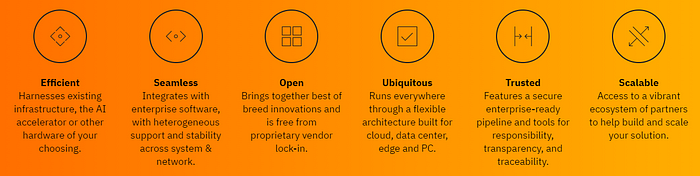 Efficient
Harnesses existing
infrastructure, the AI
accelerator or other
hardware of your
choosing.
Seamless
Integrates with
enterprise software,
with heterogeneous
support and stability
across system &
network.
Open
Brings together best of
breed innovations and
is free from
proprietary vendor
lock-in.
Ubiquitous
Runs everywhere
through a flexible
architecture built for
cloud, data center,
edge and PC.
Trusted
Features a secure
enterprise-ready
pipeline and tools for
responsibility,
transparency, and
traceability.
Scalable
Access to a vibrant
ecosystem of partners
to help build and scale
your solution.